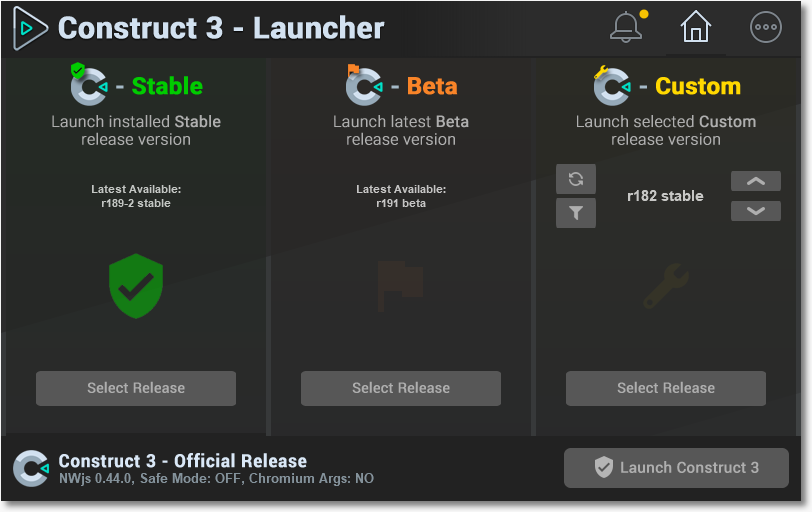 Construct 3 - Launcher
- Stable
Launch installed Stable
release version
Latest Available:
r189-2 stable
Select Release
- Beta
Launch latest Beta
release version
Latest Available:
r191 beta
Select Release
- Custom
Launch selected Custom
release version
r182 stable
Select Release
Construct 3 - Official Release
NWjs 0.44.0, Safe Mode: OFF, Chromium Args: NO
Launch Construct 3